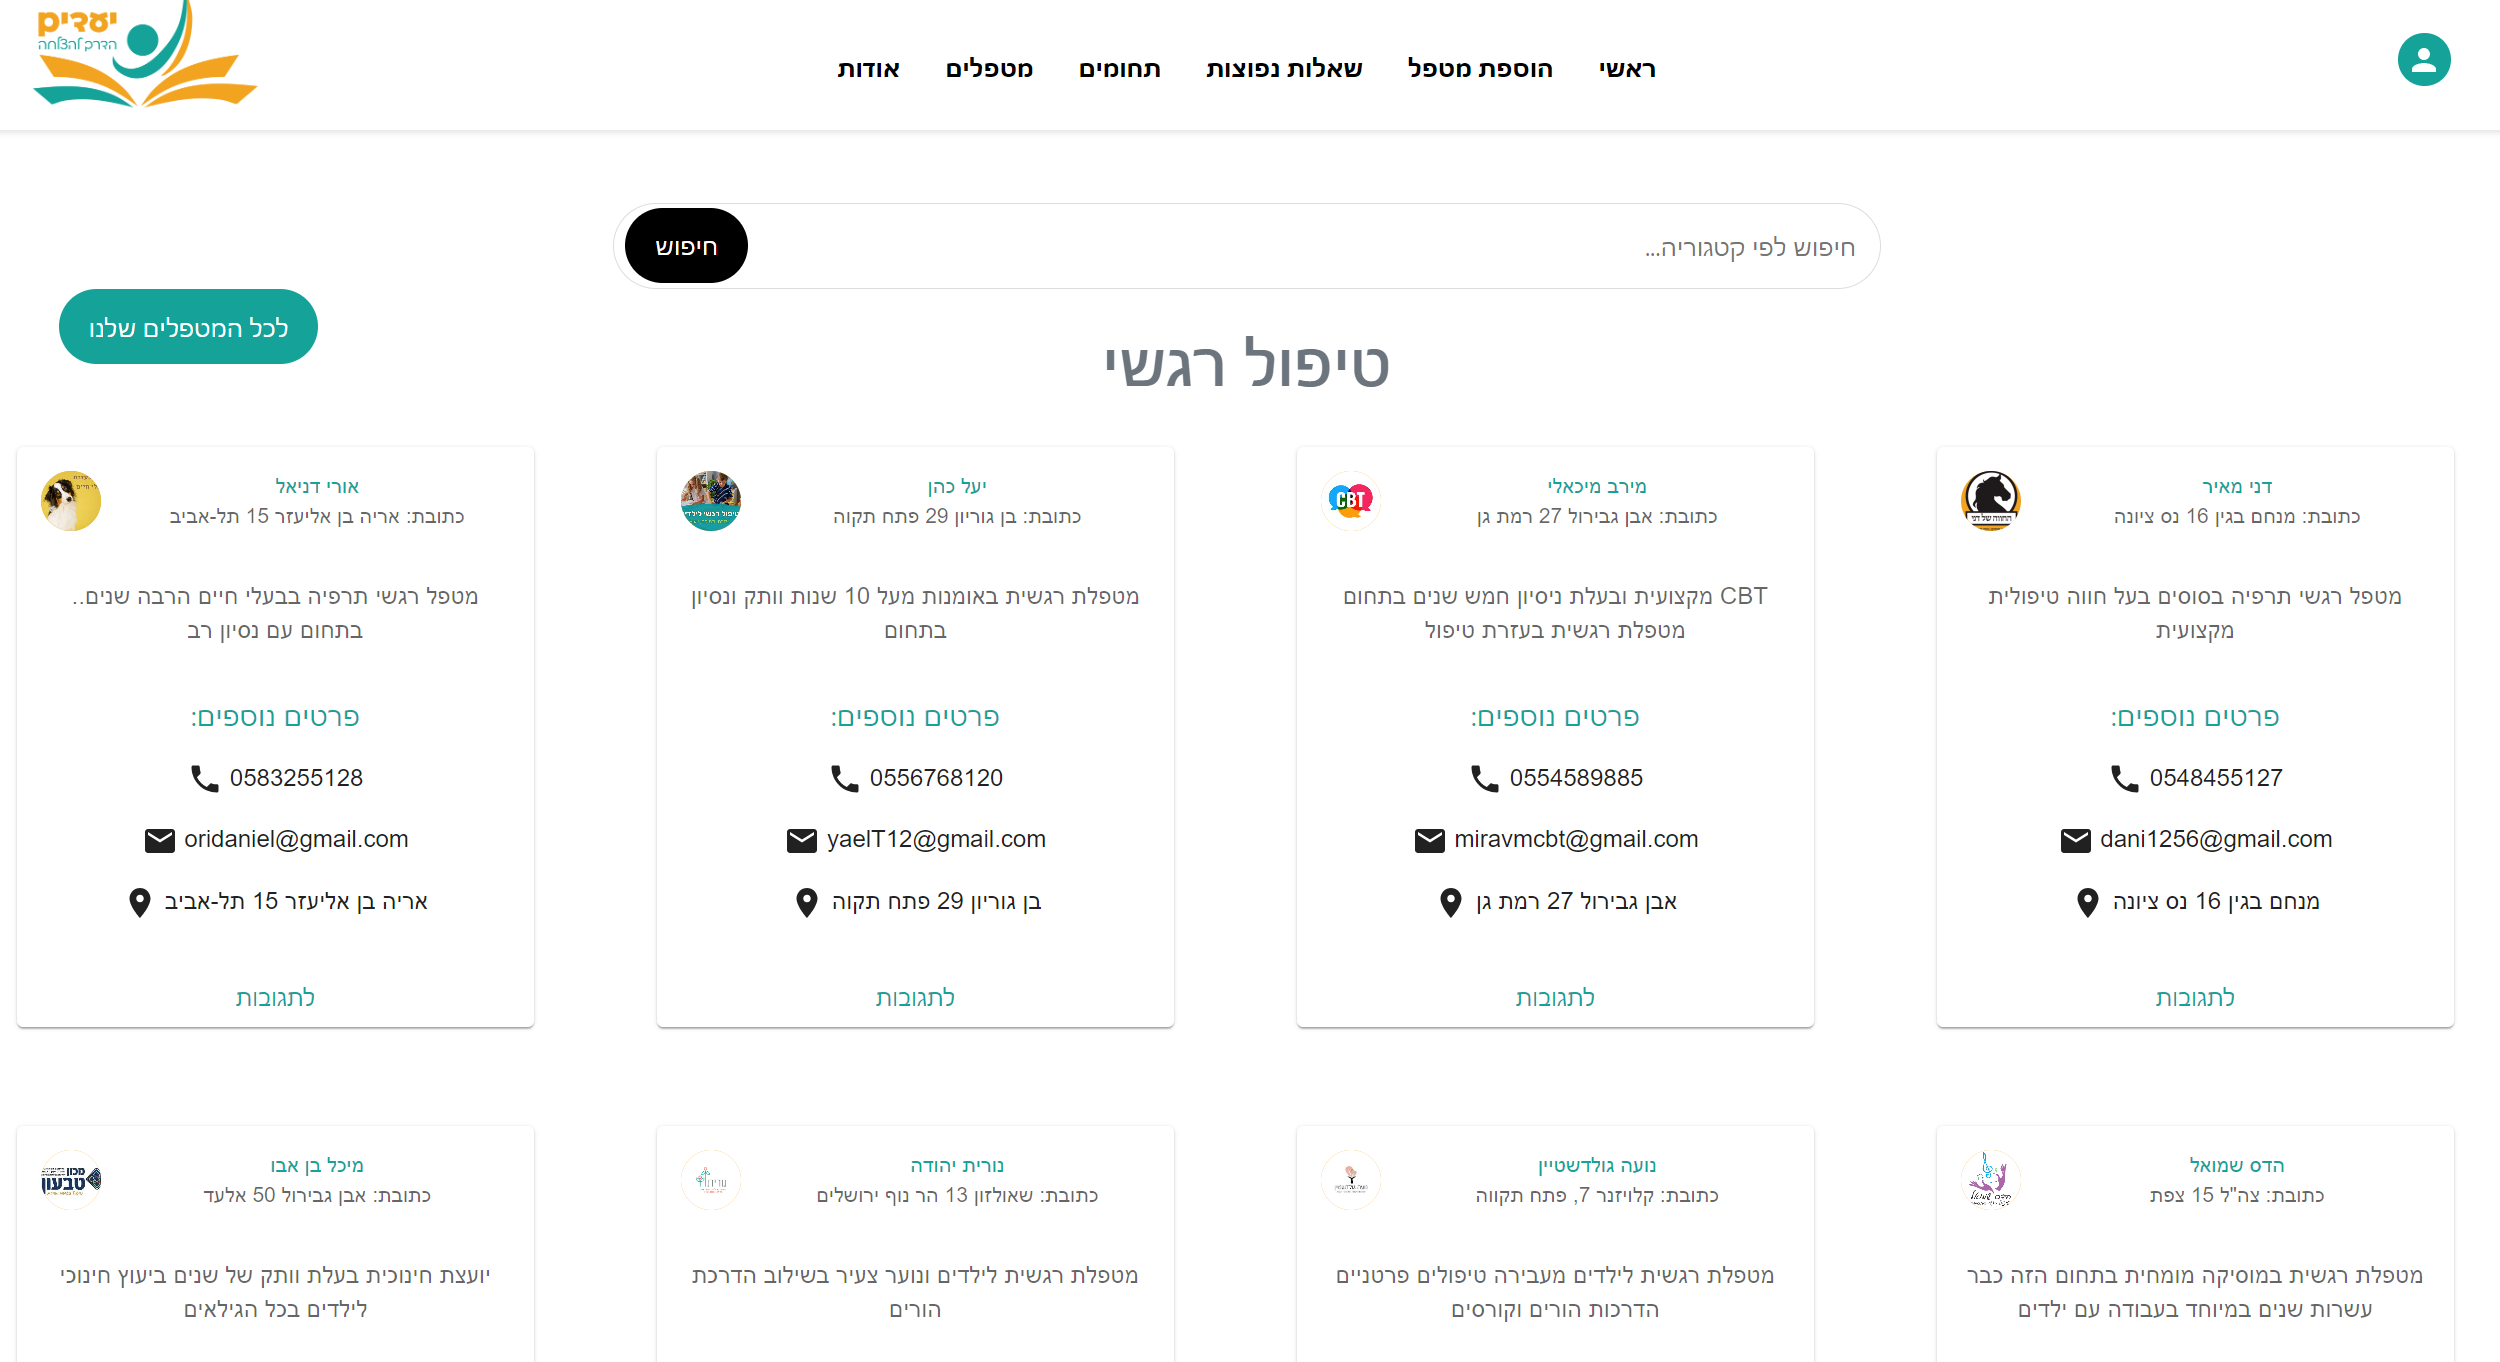 יעדים
הדרך להצלחה
ראשי
הוספת מטפל
שאלות נפוצות
תחומים
מטפלים
אודות
חיפוש לפי קטגוריה...
חיפוש
לכל המטפלים שלנו
טיפול רגשי
דני מאיר
כתובת: מנחם בגין 16 נס ציונה
מטפל רגשי תרפיה בסוסים בעל חווה טיפולית
מקצועית
פרטים נוספים:
0548455127
dani1256@gmail.com
מנחם בגין 16 נס ציונה
לתגובות
CBT
מירב מיכאלי
כתובת: אבן גבירול 27 רמת גן
CBT מקצועית ובעלת ניסיון חמש שנים בתחום
מטפלת רגשית בעזרת טיפול
פרטים נוספים:
0554589885
miravmcbt@gmail.com
אבן גבירול 27 רמת גן
לתגובות
יעל כהן
כתובת: בן גוריון 29 פתח תקוה
מטפלת רגשית באומנות מעל 10 שנות וותק ונסיון
בתחום
פרטים נוספים:
0556768120
yaelT12@gmail.com
בן גוריון 29 פתח תקוה
לתגובות
אורי דניאל
כתובת: אריה בן אליעזר 15 תל-אביב
מטפל רגשי תרפיה בבעלי חיים הרבה שנים..
בתחום עם נסיון רב
פרטים נוספים:
0583255128
oridaniel@gmail.com
אריה בן אליעזר 15 תל-אביב
לתגובות
הדס שמואל
כתובת: צה"ל 15 צפת
מטפלת רגשית במוסיקה מומחית בתחום הזה כבר
עשרות שנים במיוחד בעבודה עם ילדים
נועה גולדשטיין
כתובת: קלויזנר 7, פתח תקווה
מטפלת רגשית לילדים מעבירה טיפולים פרטניים
הדרכות הורים וקורסים
נורית יהודה
כתובת: שאולזון 13 הר נוף ירושלים
מטפלת רגשית לילדים ונוער צעיר בשילוב הדרכת
הורים
מכון
טבעון
מיכל בן אבו
כתובת: אבן גבירול 50 אלעד
יועצת חינוכית בעלת וותק של שנים ביעוץ חינוכי
לילדים בכל הגילאים